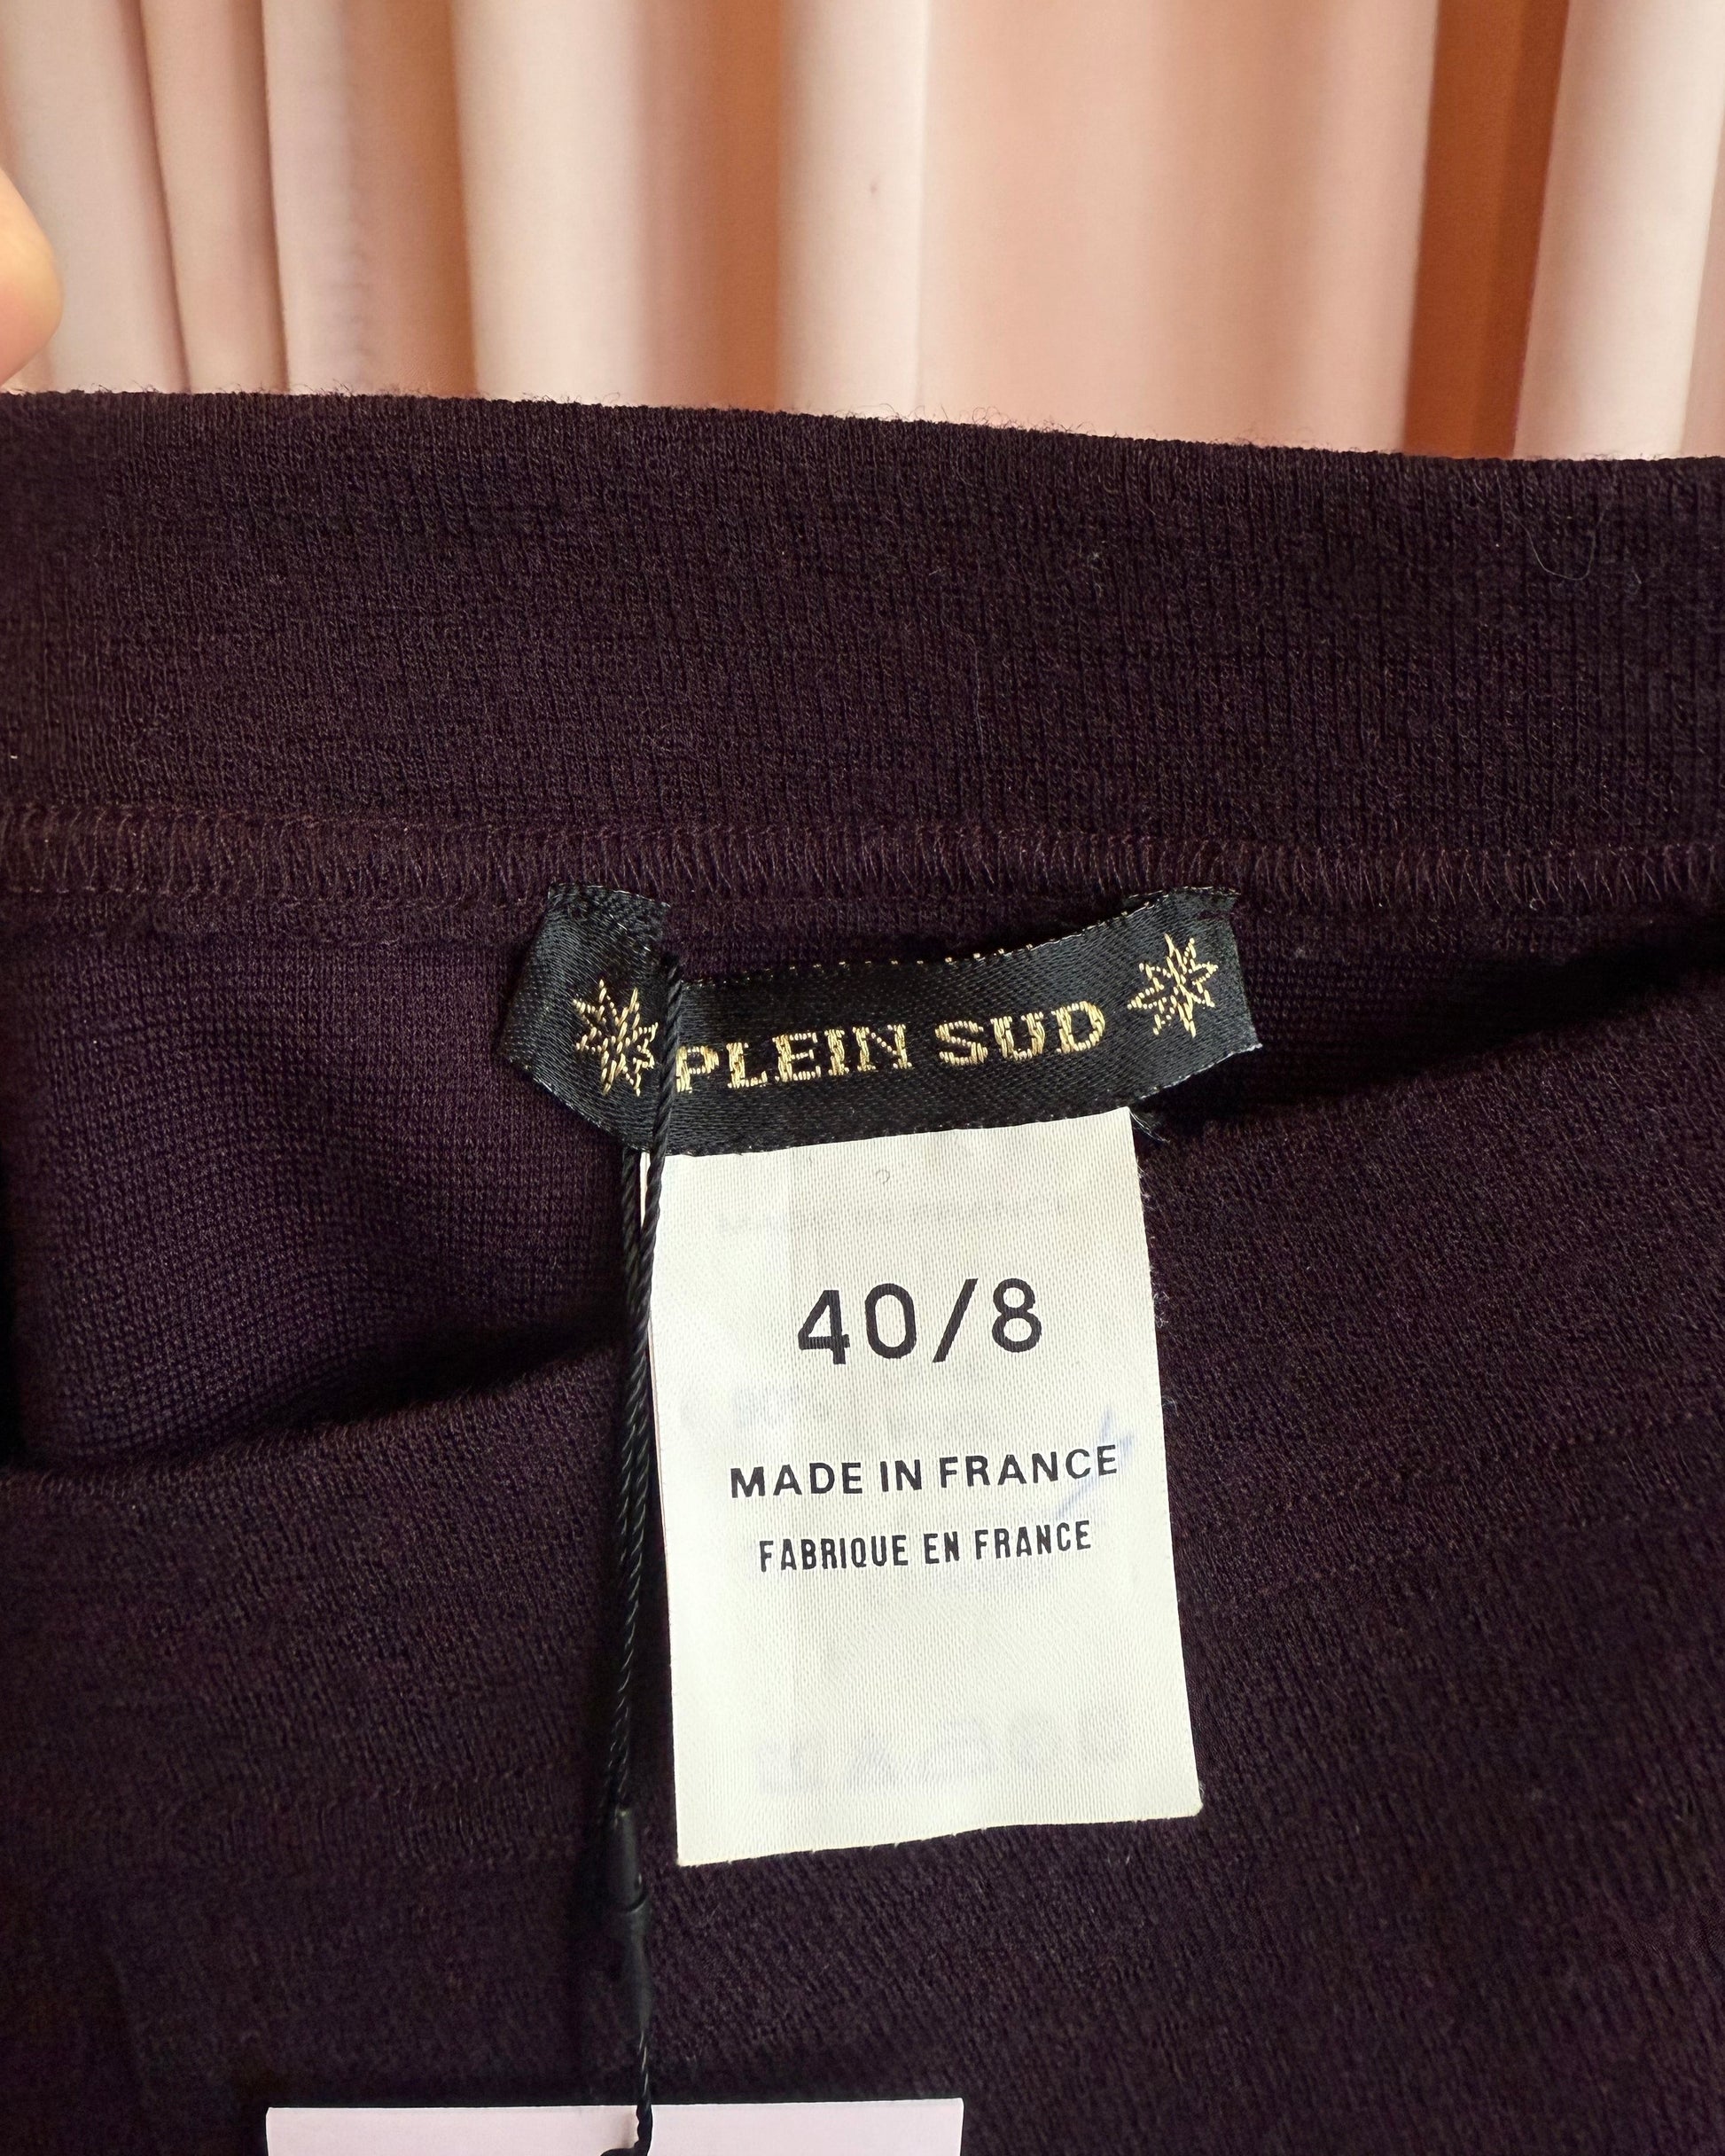 PLEIN SUD
40/8
MADE IN FRANCE
FABRIQUE EN FRANCE